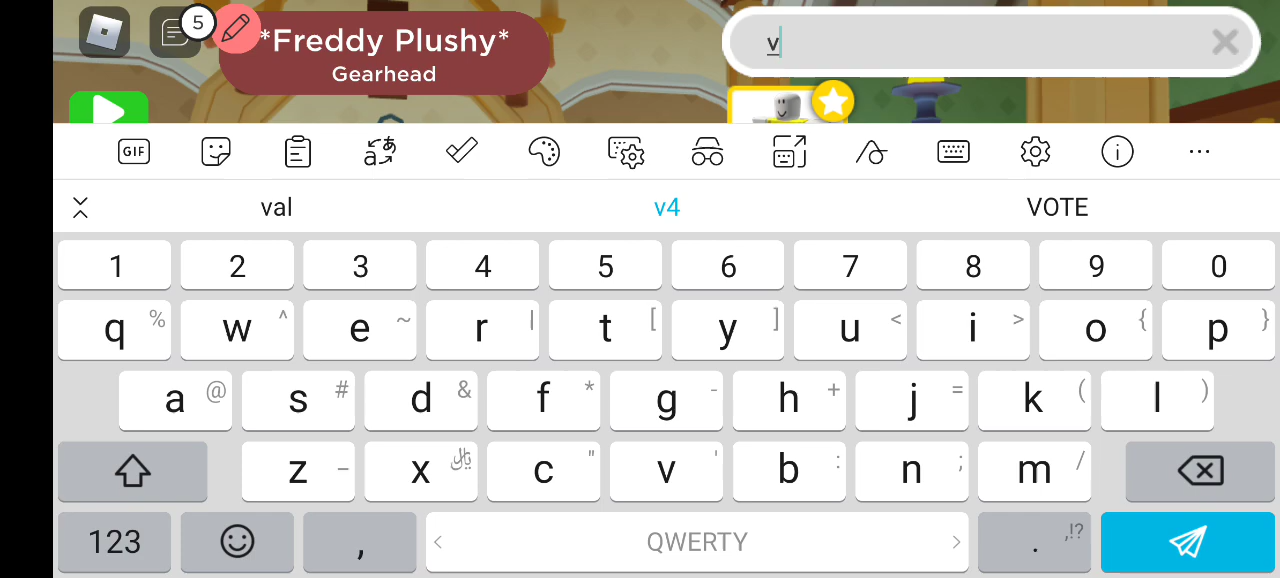 5
*Freddy Plushy*
Gearhead
v
GIF
val v4 VOTE
1 2 3 4 5 6 7 8 9 0
q % w ^ e ~ r | t [ y ] u < i > o { p }
a @ s # d & f * g - h + j = k ( l )
z – x ﷼ c " v ' b : n ; m /
123 , < QWERTY > . ,!?